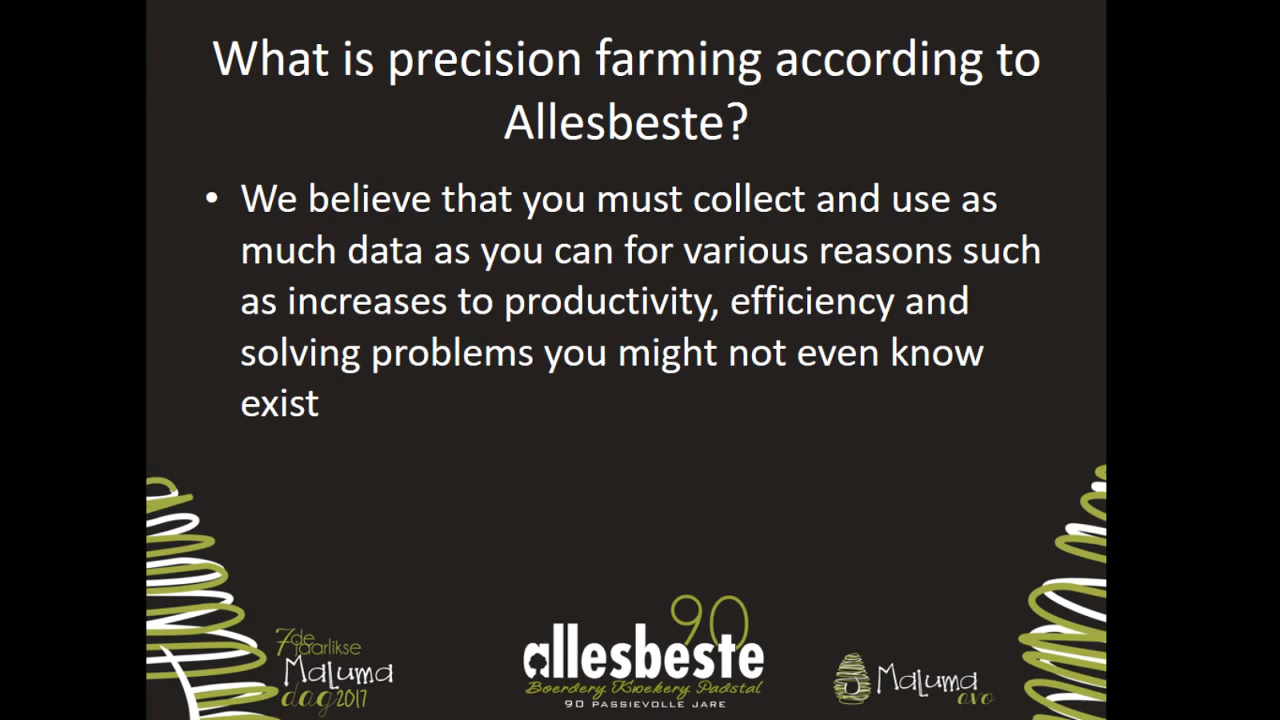 What is precision farming according to
Allesbeste?
• We believe that you must collect and use as
much data as you can for various reasons such
as increases to productivity, efficiency and
solving problems you might not even know
exist
7de
jaarlikse
Maluma
dag 2017
90
allesbeste
Boerdery Kwekery Padstal
90 PASSIEVOLLE JARE
Maluma
avo